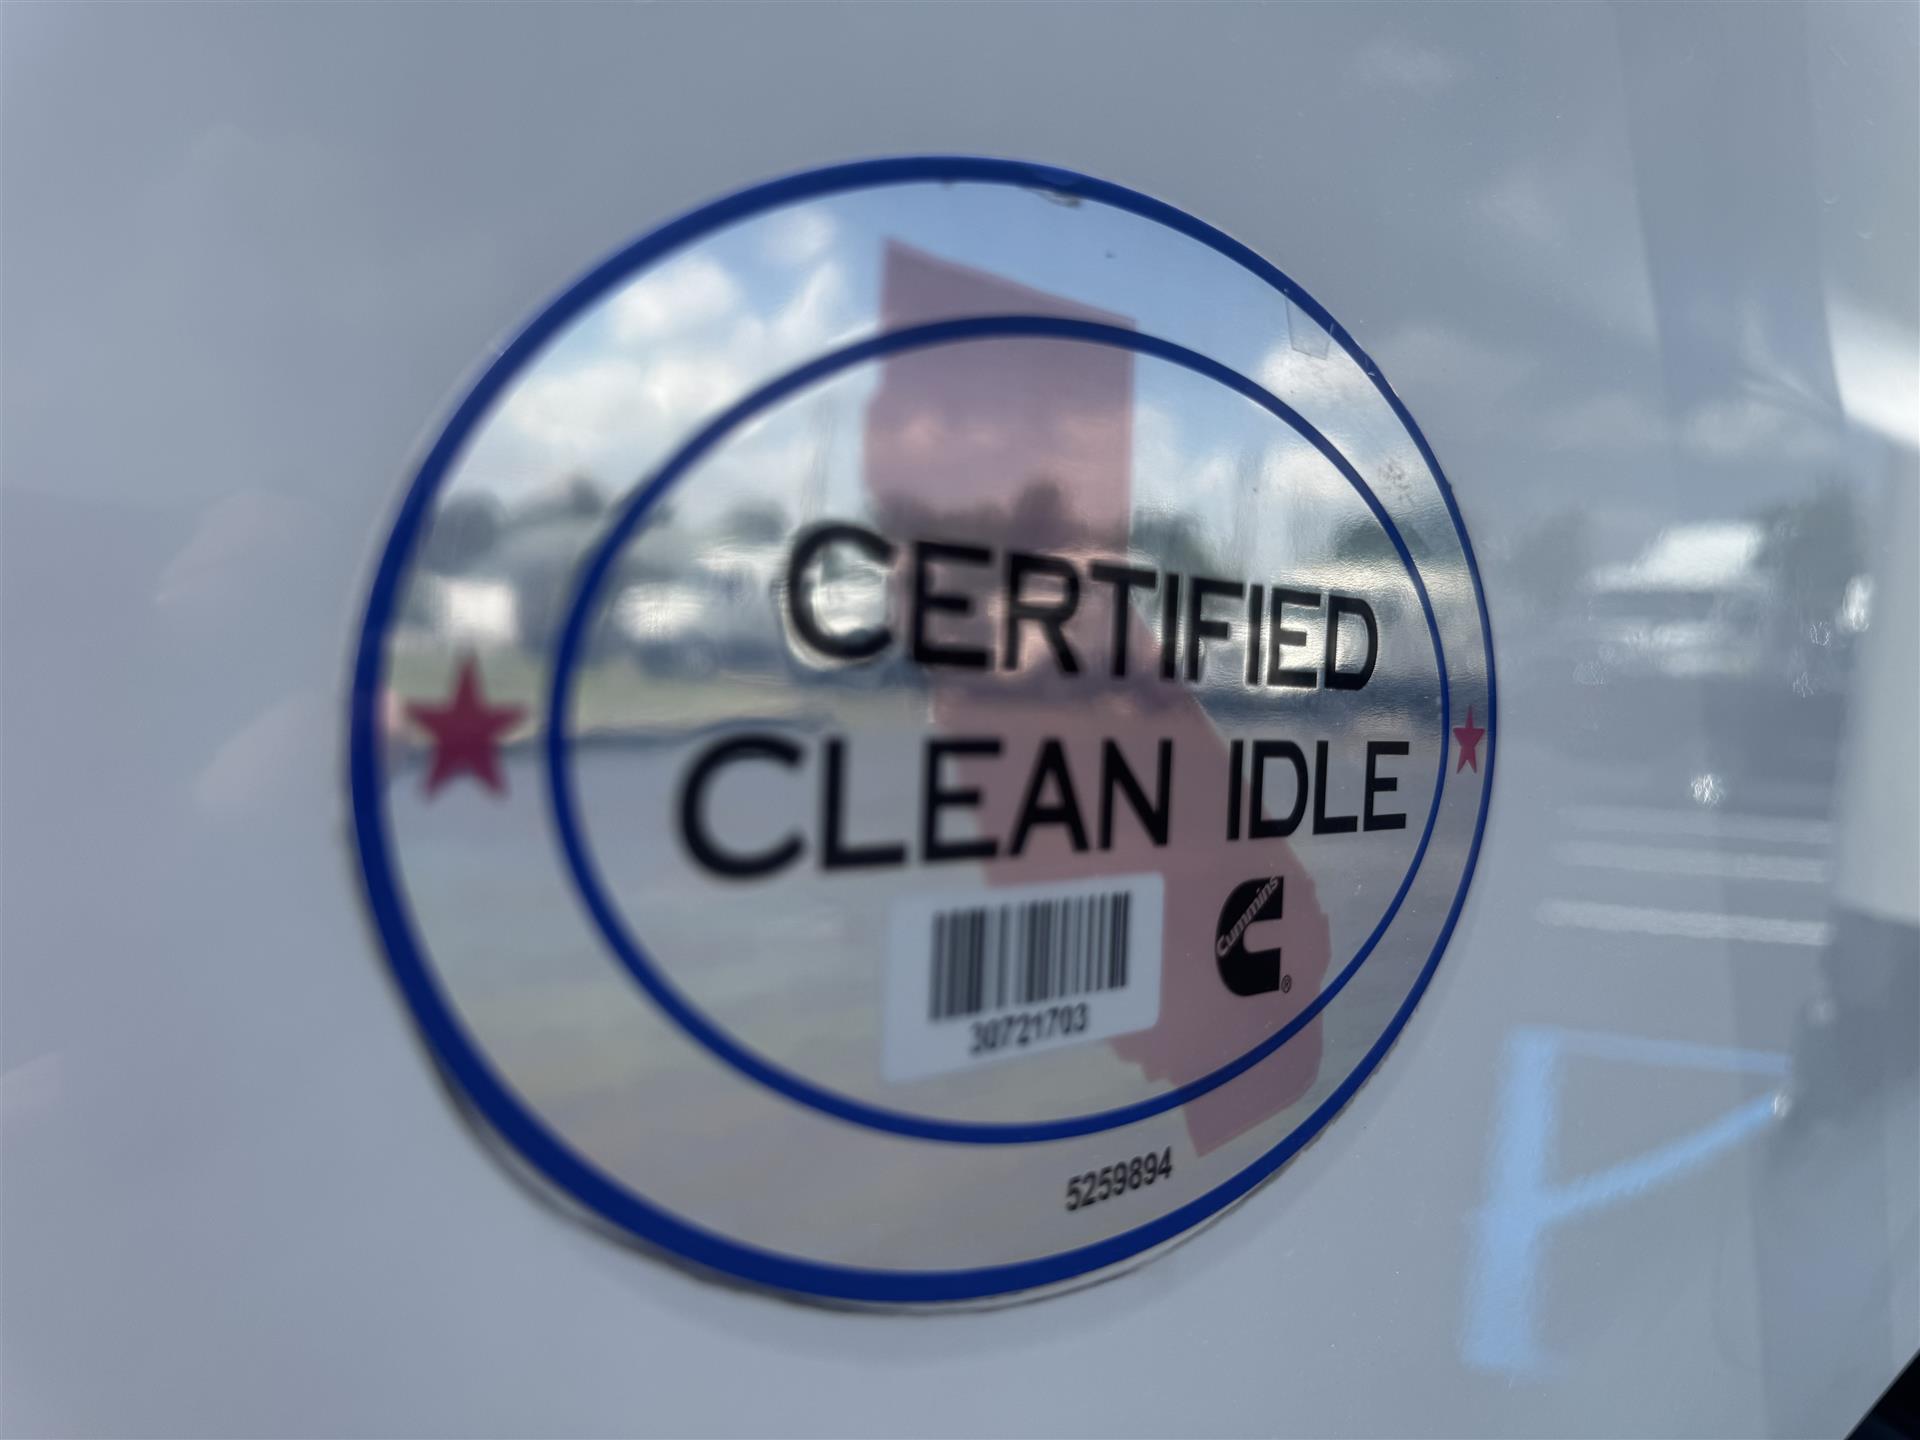 CERTIFIED
CLEAN IDLE
Cummins
®
30721703
5259894